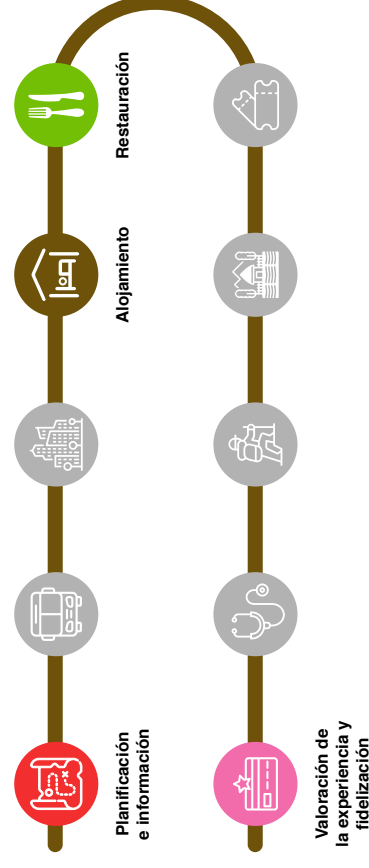 Planificación
e información
Alojamiento
Restauración
Valoración de
la experiencia y
fidelización